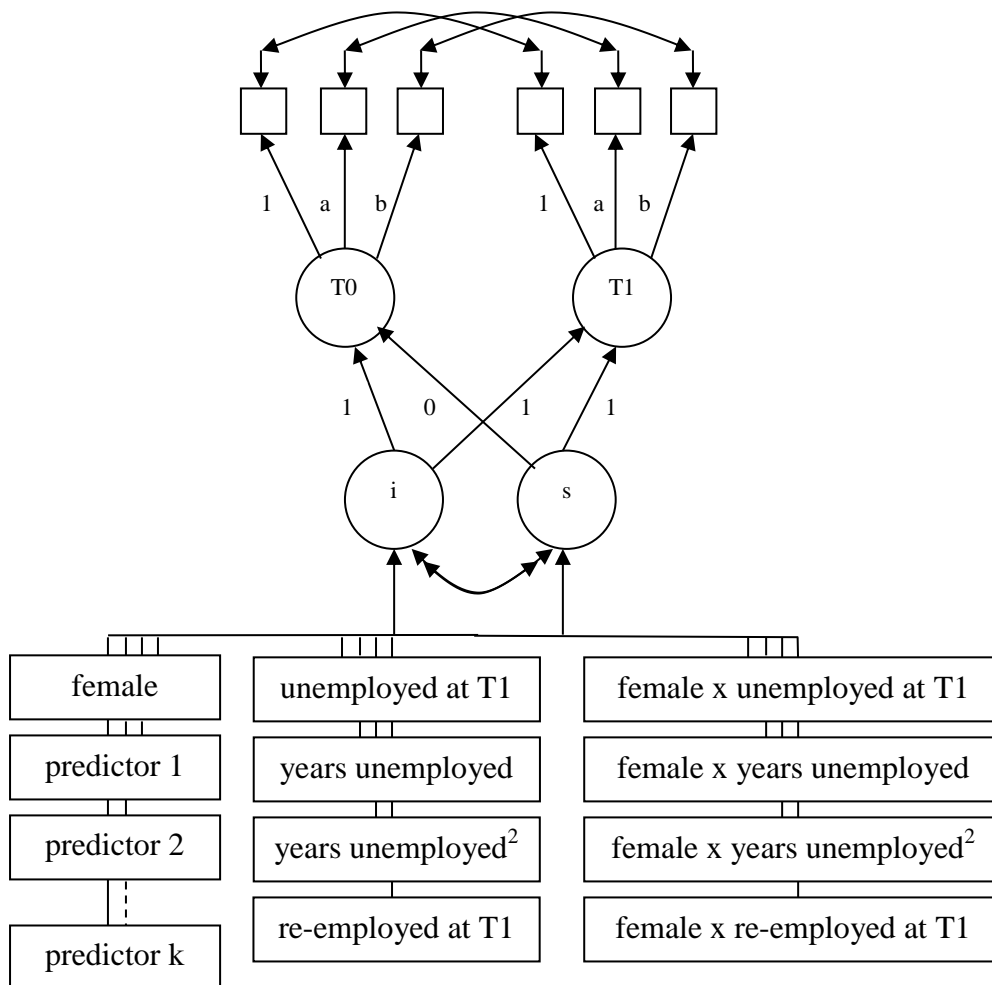 1 a b 1 a b
T0 T1
1 0 1 1
i s
female
predictor 1
predictor 2
predictor k
unemployed at T1
years unemployed
years unemployed²
re-employed at T1
female x unemployed at T1
female x years unemployed
female x years unemployed²
female x re-employed at T1